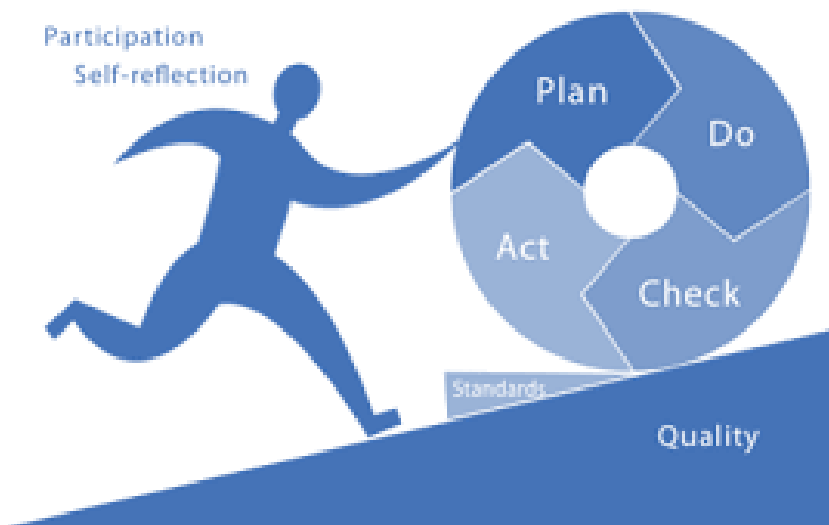 Participation
Self-reflection
Plan
Do
Act
Check
Standards
Quality